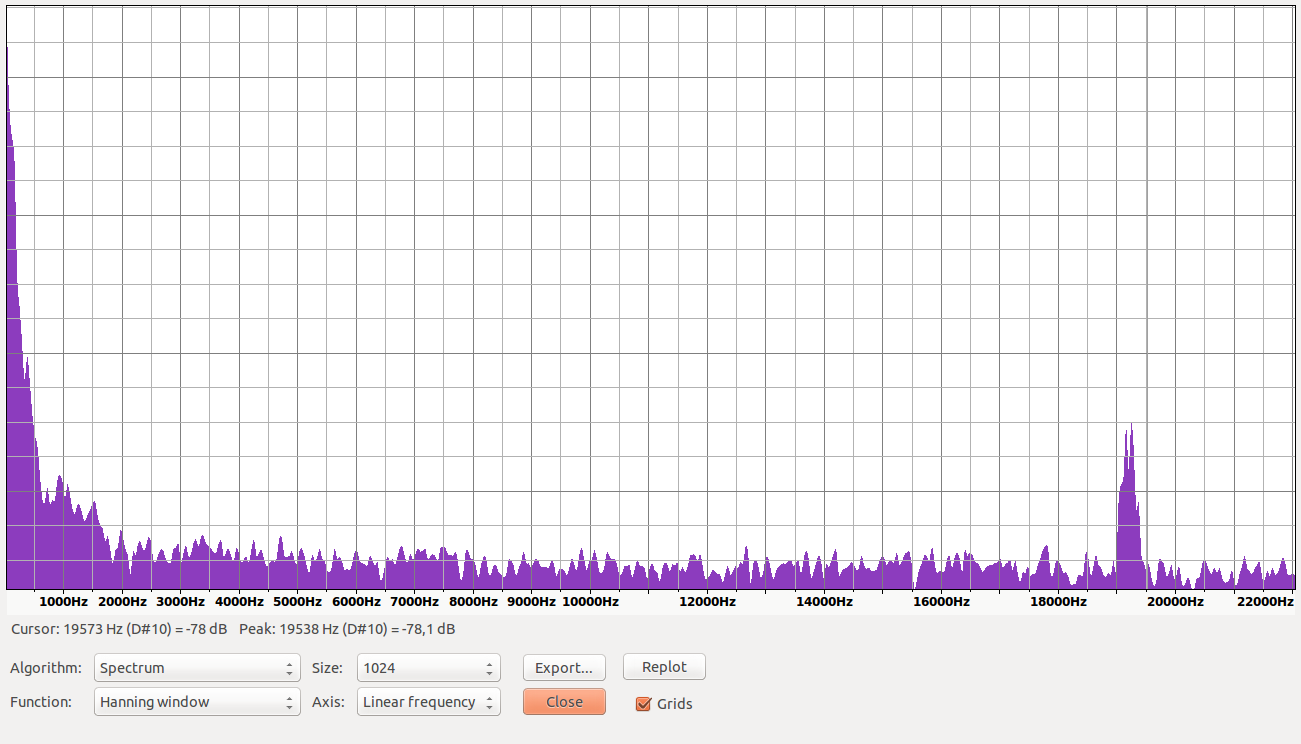 1000Hz 2000Hz 3000Hz 4000Hz 5000Hz 6000Hz 7000Hz 8000Hz 9000Hz 10000Hz 12000Hz 14000Hz 16000Hz 18000Hz 20000Hz 22000Hz
Cursor: 19573 Hz (D#10) = -78 dB Peak: 19538 Hz (D#10) = -78,1 dB
Algorithm: Spectrum Size: 1024 Export... Replot
Function: Hanning window Axis: Linear frequency Close Grids